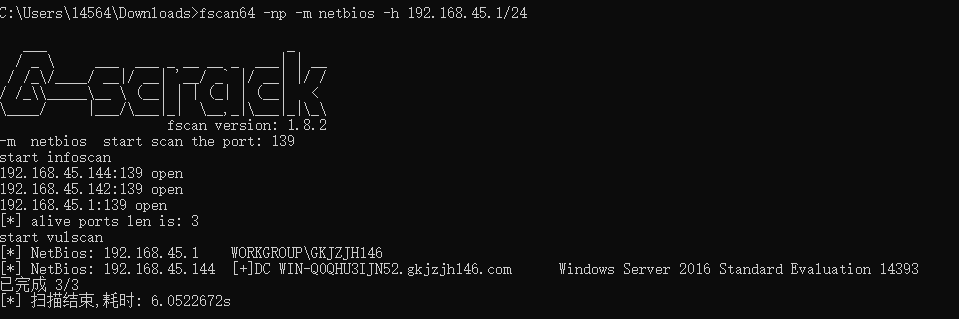 C:\Users\14564\Downloads>fscan64 -np -m netbios -h 192.168.45.1/24
fscan version: 1.8.2
-m  netbios  start scan the port: 139
start infoscan
192.168.45.144:139 open
192.168.45.142:139 open
192.168.45.1:139 open
[*] alive ports len is: 3
start vulscan
[*] NetBios: 192.168.45.1    WORKGROUP\GKJZJH146
[*] NetBios: 192.168.45.144  [+]DC WIN-Q0QHU3IJN52.gkjzjh146.com      Windows Server 2016 Standard Evaluation 14393
已完成 3/3
[*] 扫描结束,耗时: 6.0522672s